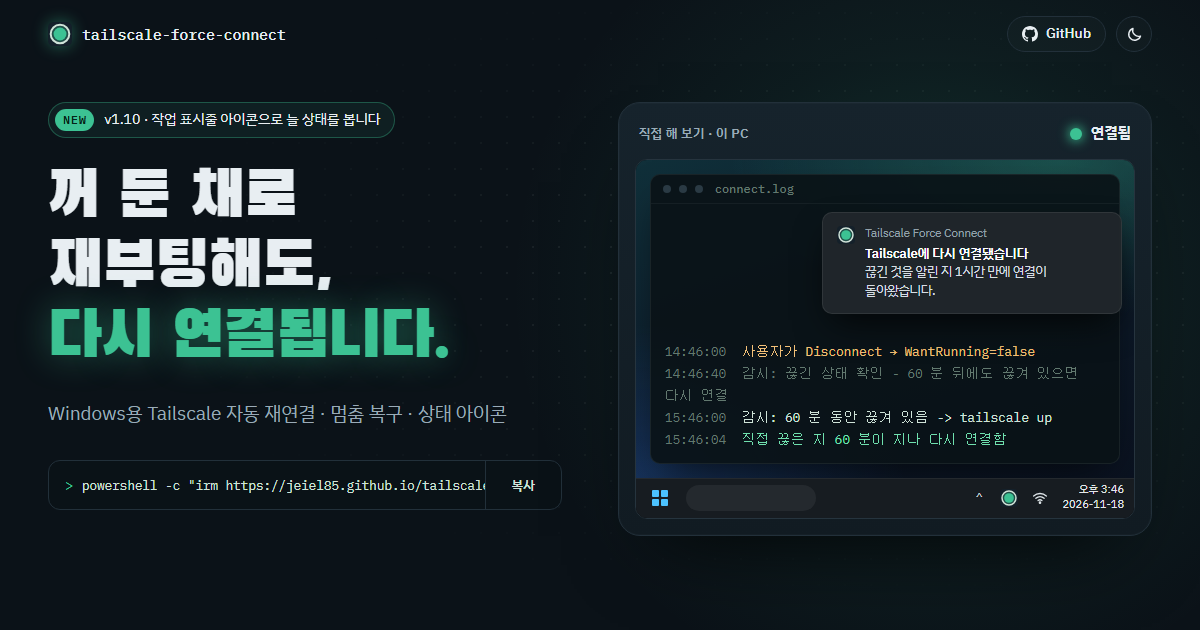 tailscale-force-connect
GitHub
NEW v1.10 · 작업 표시줄 아이콘으로 늘 상태를 봅니다
꺼 둔 채로
재부팅해도,
다시 연결됩니다.
Windows용 Tailscale 자동 재연결 · 멈춤 복구 · 상태 아이콘
> powershell -c "irm https://jeiel85.github.io/tailscale
복사
직접 해 보기 · 이 PC
연결됨
connect.log
Tailscale Force Connect
Tailscale에 다시 연결됐습니다
끊긴 것을 알린 지 1시간 만에 연결이
돌아왔습니다.
14:46:00 사용자가 Disconnect → WantRunning=false
14:46:40 감시: 끊긴 상태 확인 - 60 분 뒤에도 끊겨 있으면
다시 연결
15:46:00 감시: 60 분 동안 끊겨 있음 -> tailscale up
15:46:04 직접 끊은 지 60 분이 지나 다시 연결함
^
오후 3:46
2026-11-18